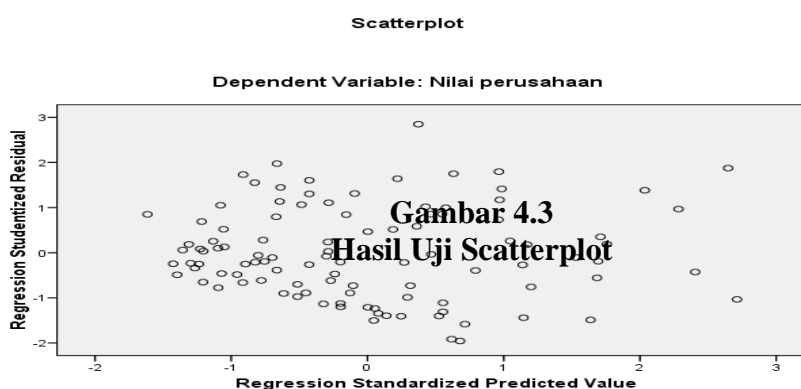 Scatterplot
Dependent Variable: Nilai perusahaan
Regression Studentized Residual
3
2
1
0
-1
-2
Gambar 4.3
Hasil Uji Scatterplot
-2
-1
0
1
2
3
Regression Standardized Predicted Value